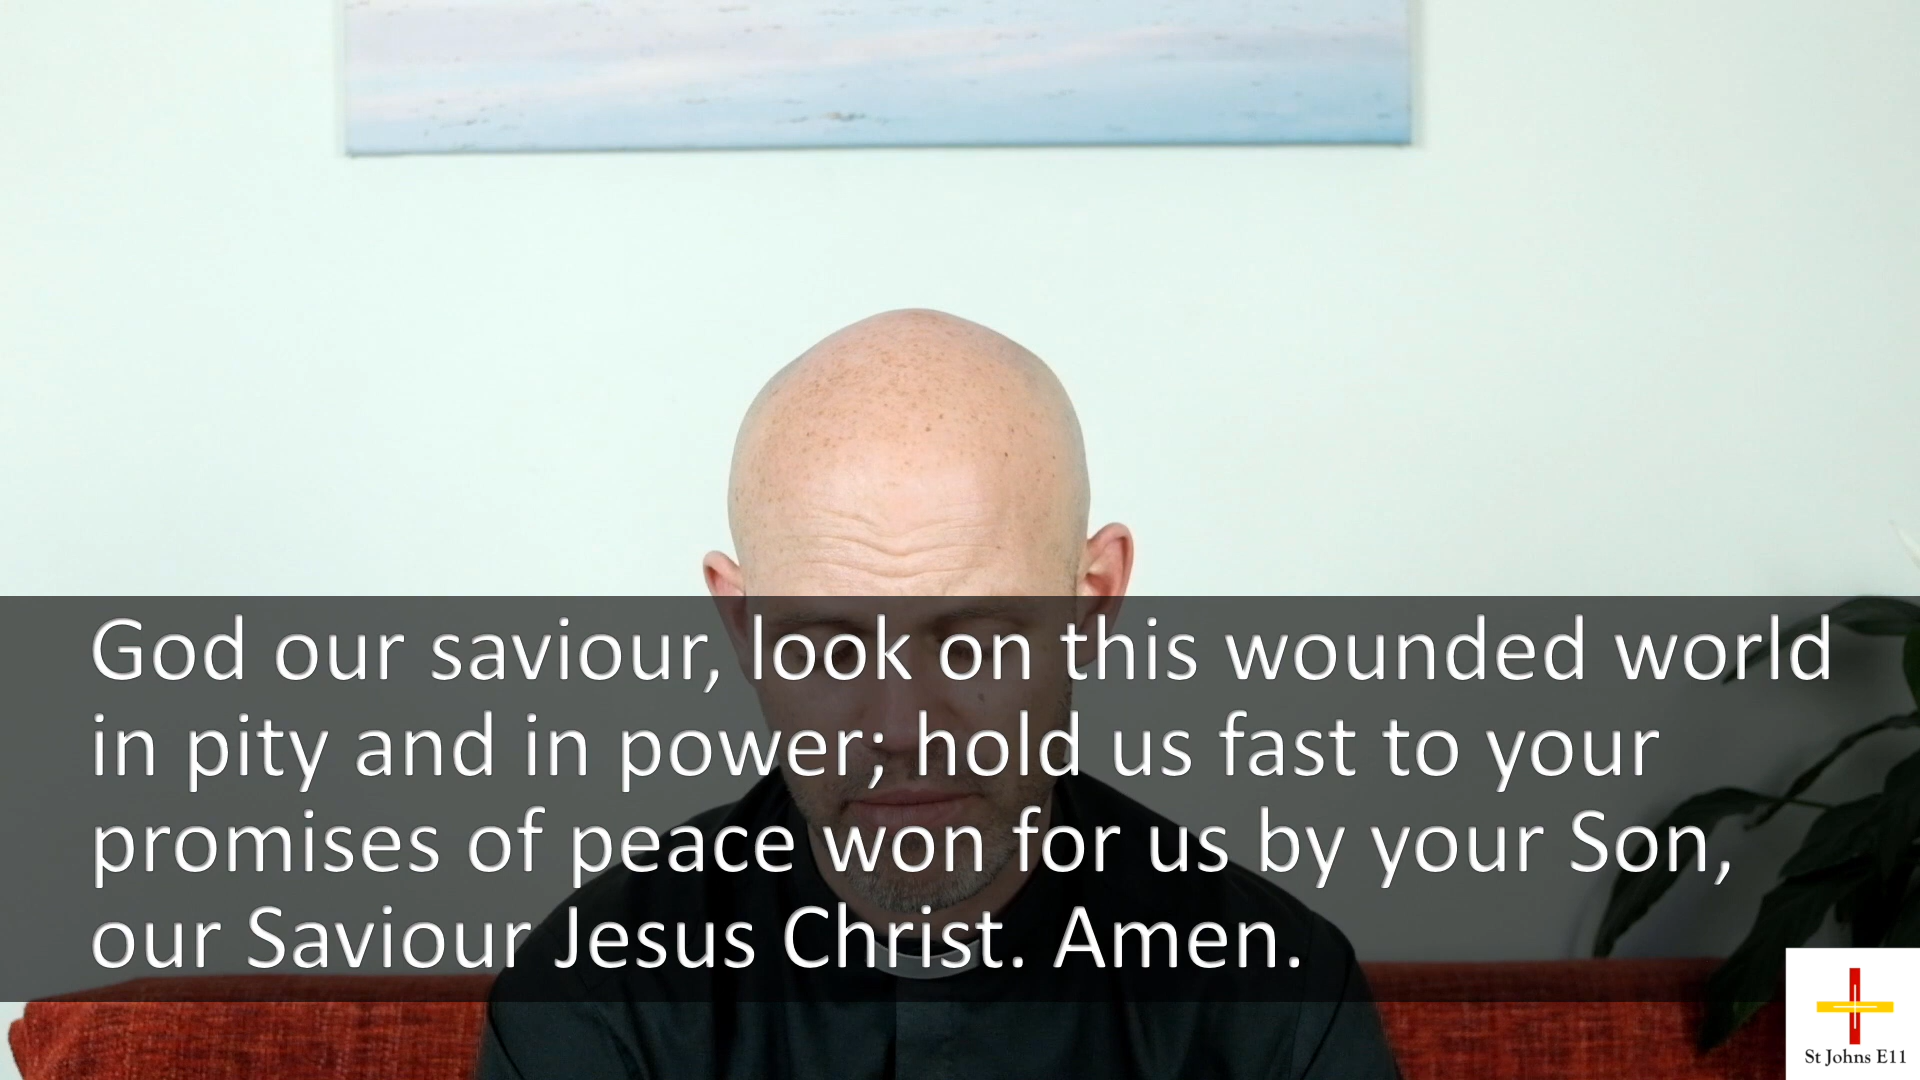 God our saviour, look on this wounded world
in pity and in power; hold us fast to your
promises of peace won for us by your Son,
our Saviour Jesus Christ. Amen.
St Johns E11